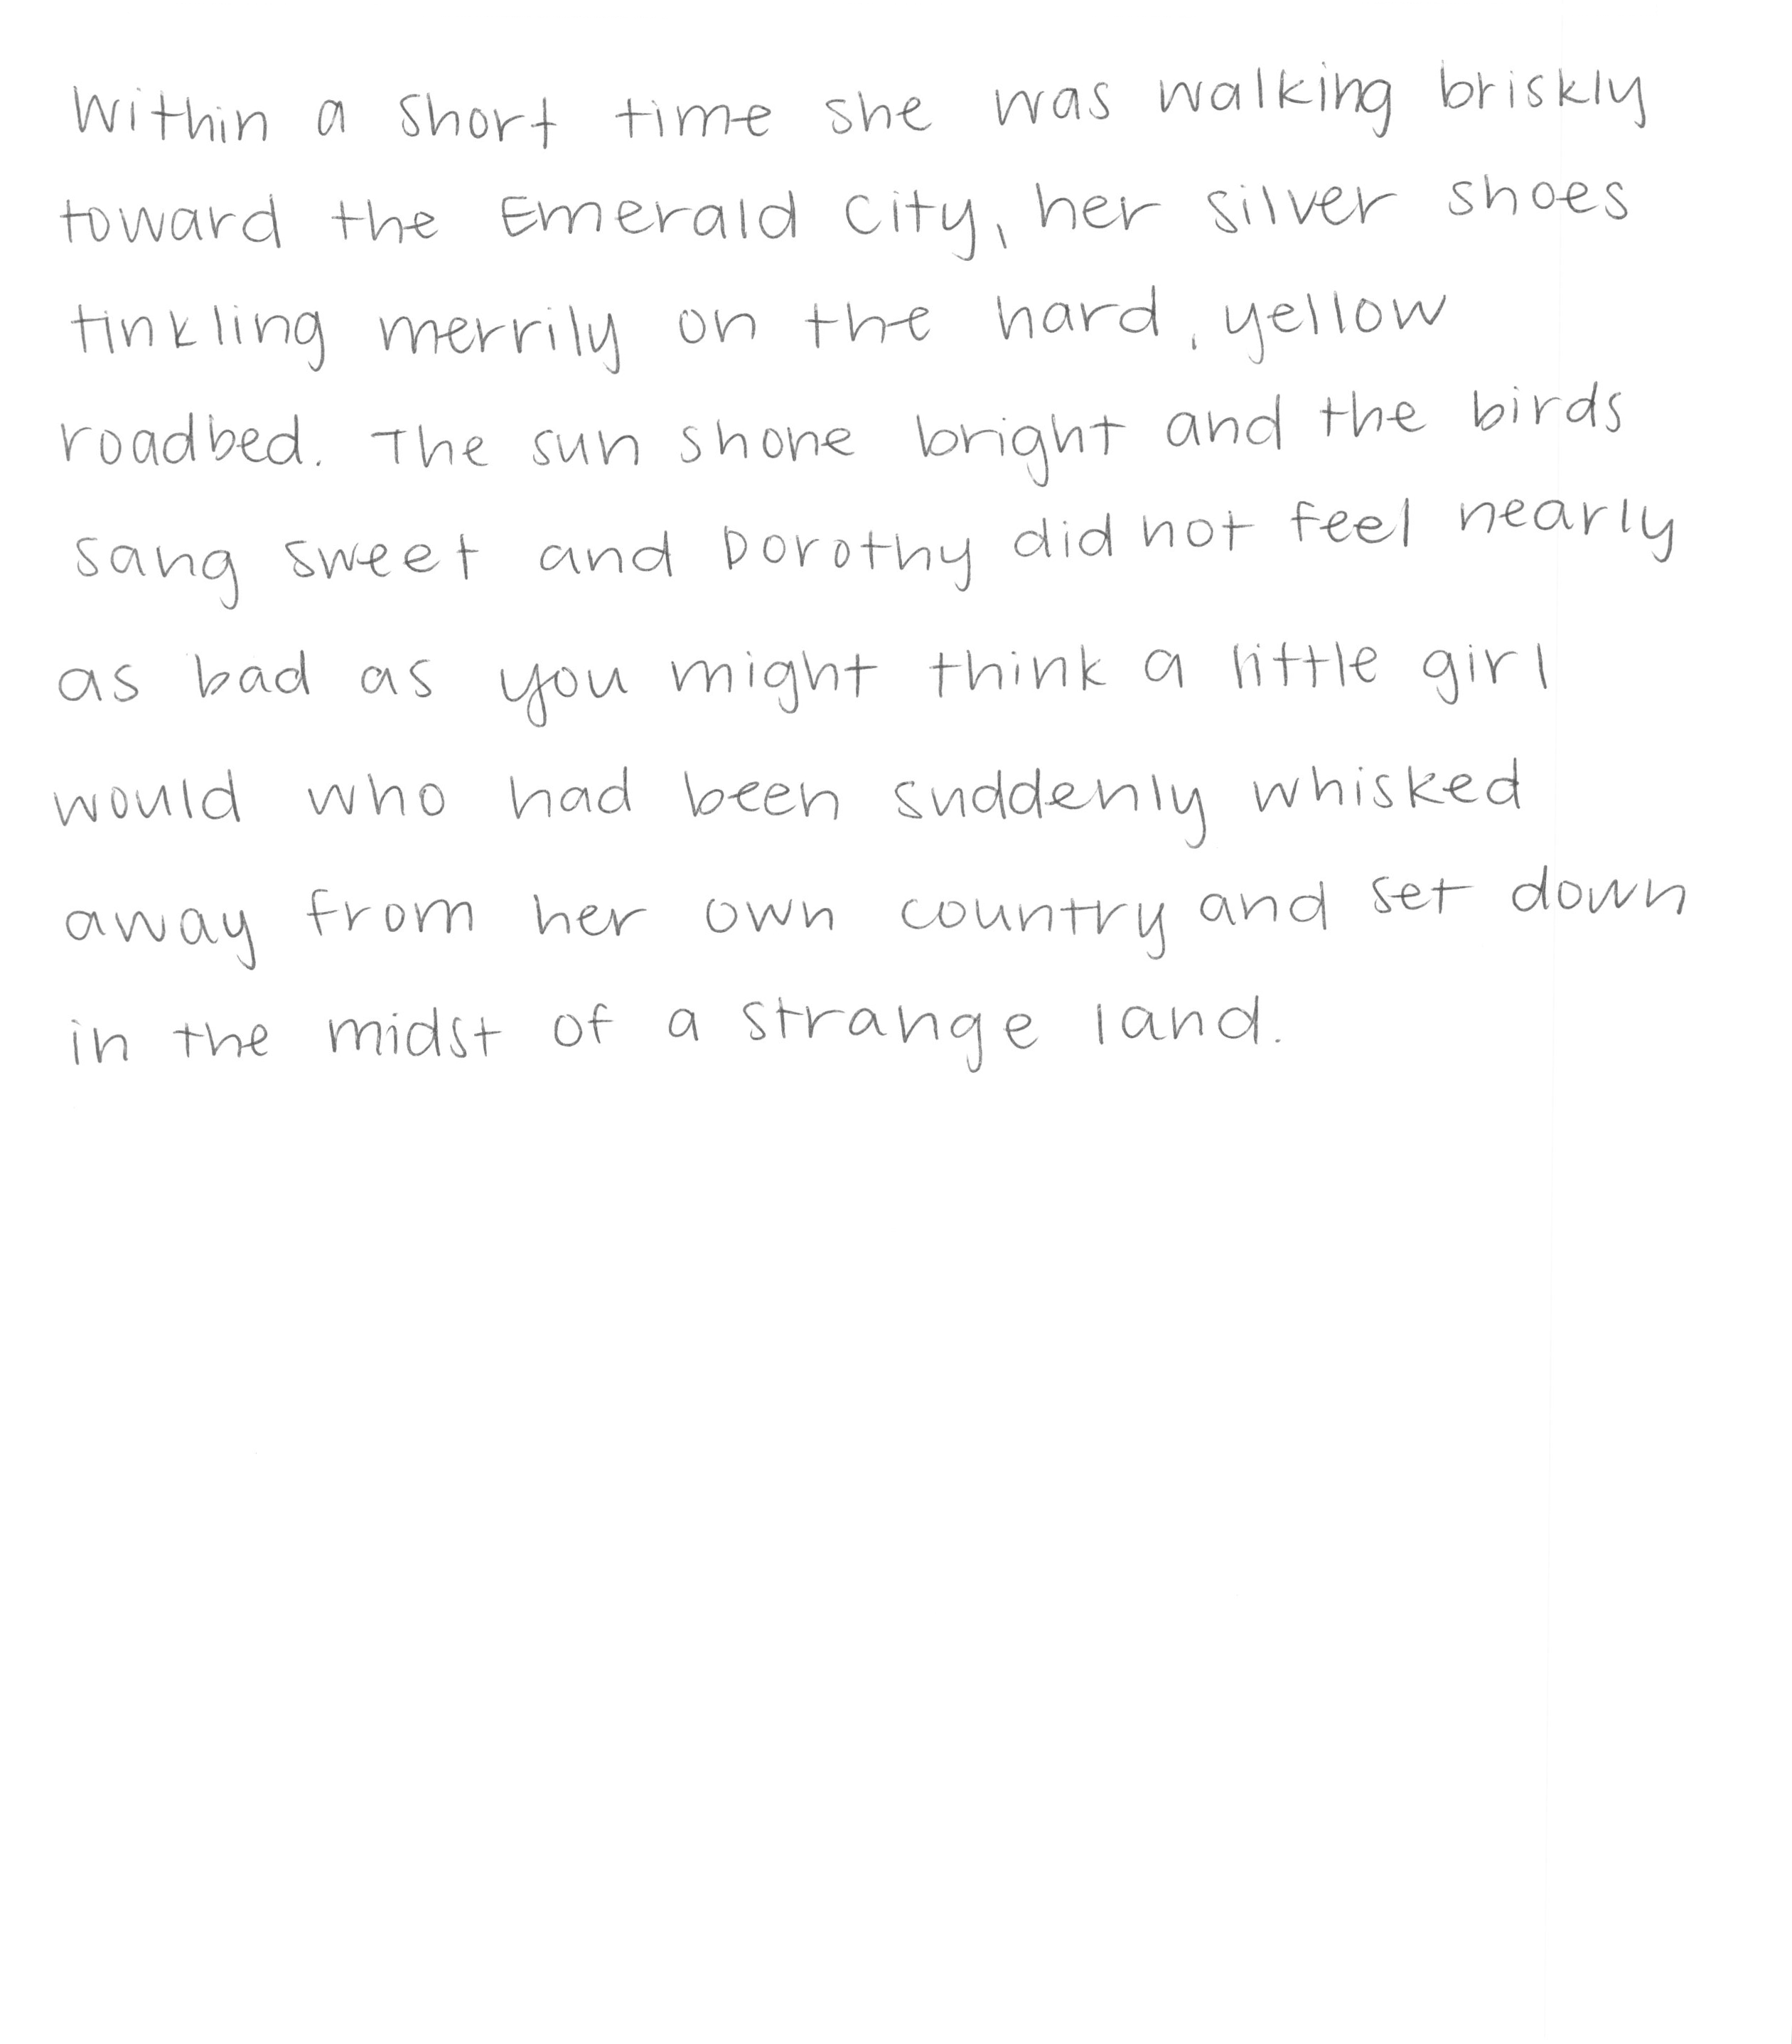 Within a short time she was walking briskly
toward the Emerald City, her silver shoes
tinkling merrily on the hard, yellow
roadbed. The sun shone bright and the birds
sang sweet and Dorothy did not feel nearly
as bad as you might think a little girl
would who had been suddenly whisked
away from her own country and set down
in the midst of a strange land.